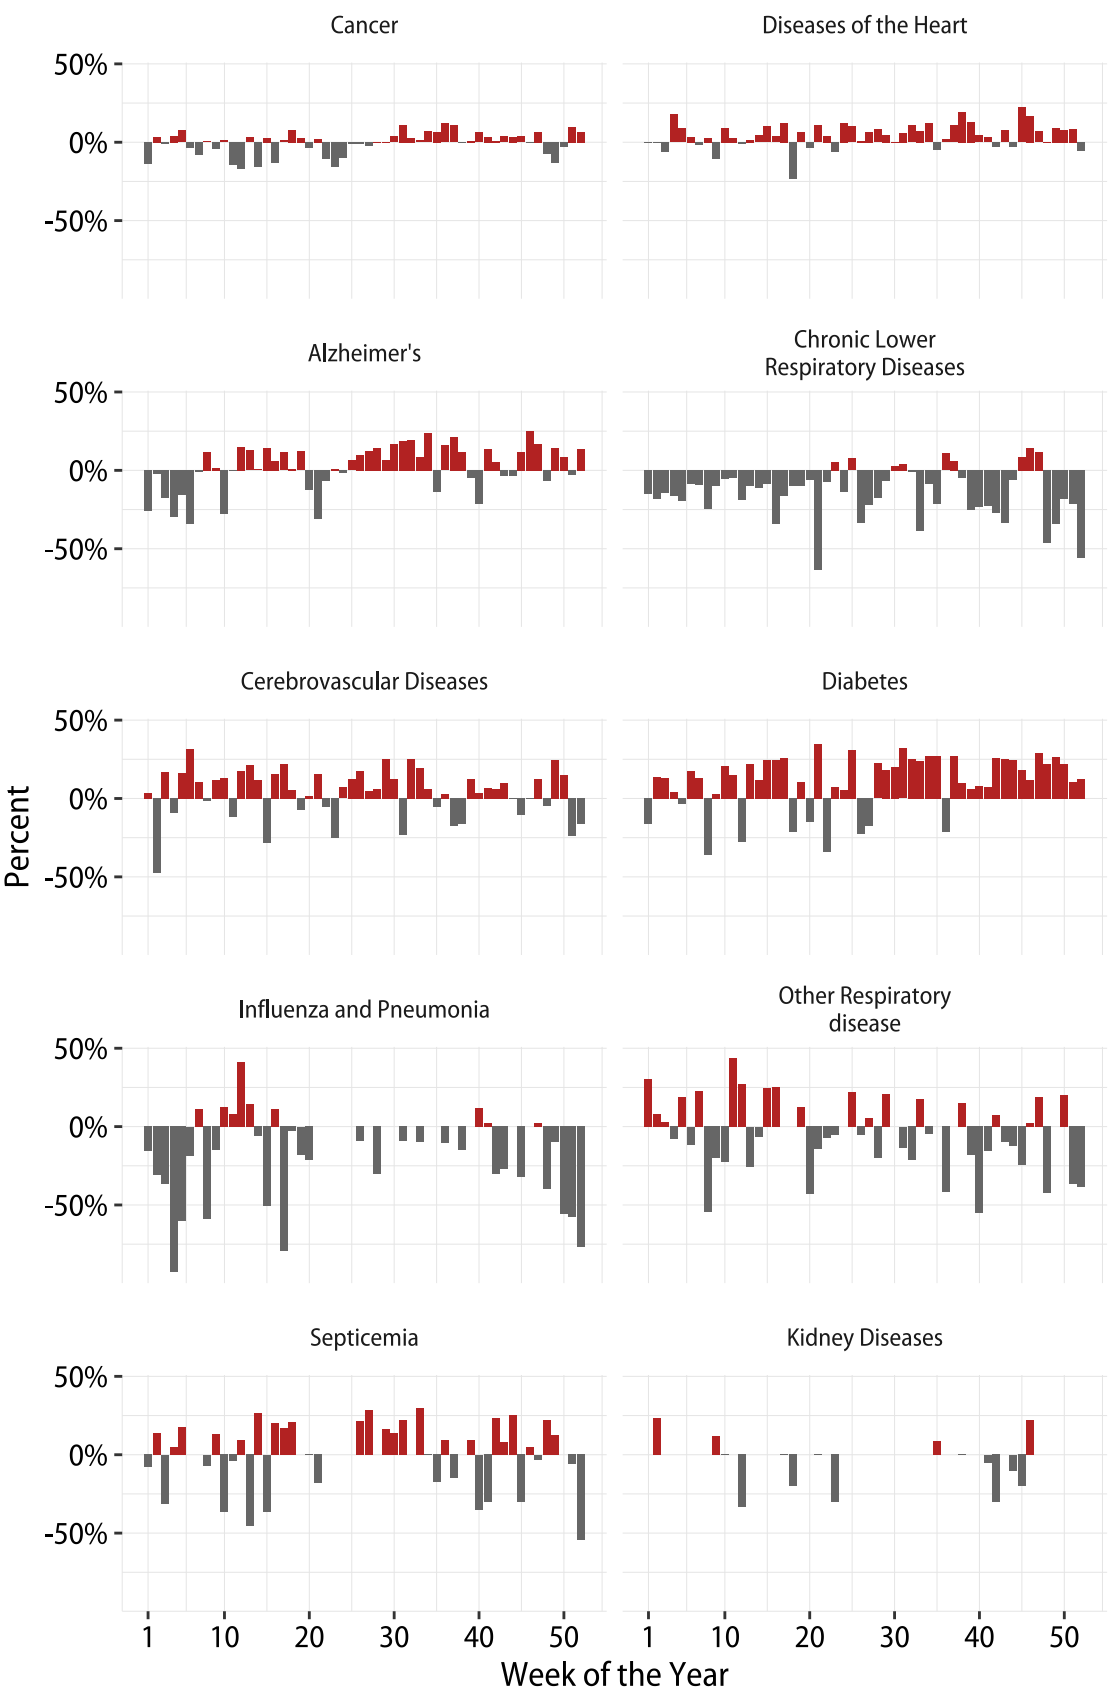 Cancer
Diseases of the Heart
50%
0%
-50%
Alzheimer's
Chronic Lower
Respiratory Diseases
50%
0%
-50%
Cerebrovascular Diseases
Diabetes
50%
0%
-50%
Percent
Influenza and Pneumonia
Other Respiratory
disease
50%
0%
-50%
Septicemia
Kidney Diseases
50%
0%
-50%
1 10 20 30 40 50
1 10 20 30 40 50
Week of the Year